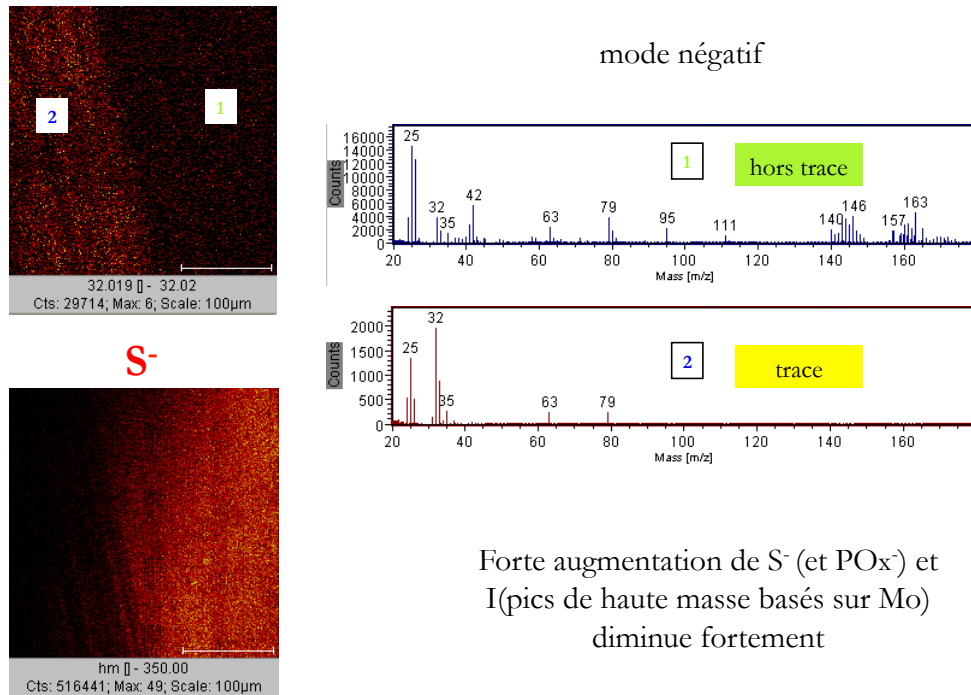 mode négatif
2
1
32.019 [] - 32.02
Cts: 29714; Max: 6; Scale: 100µm
S-
hm [] - 350.00
Cts: 516441; Max: 49; Scale: 100µm
Counts
16000
14000
12000
10000
8000
6000
4000
2000
0
25
32
35
42
63
79
95
111
140
146
157
163
1
hors trace
20 40 60 80 100 120 140 160
Mass [m/z]
Counts
2000
1500
1000
500
0
25
32
35
63
79
2
trace
20 40 60 80 100 120 140 160
Mass [m/z]
Forte augmentation de S- (et POx-) et
I(pics de haute masse basés sur Mo)
diminue fortement